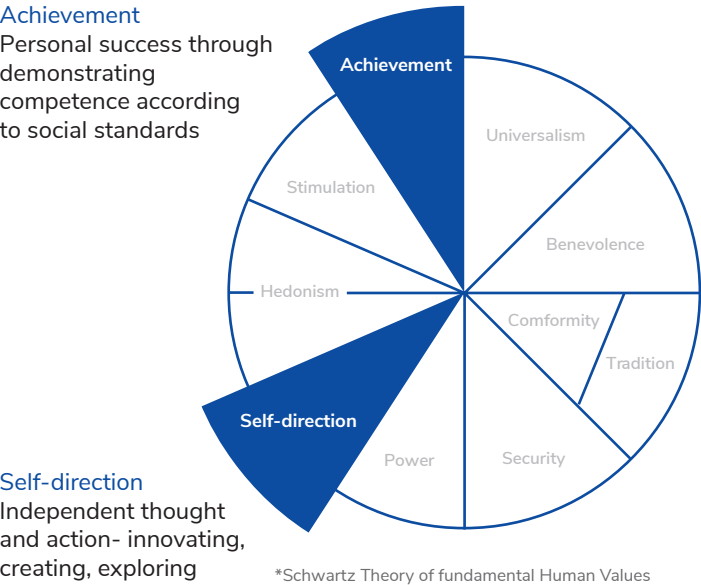 Achievement
Personal success through
demonstrating
competence according
to social standards
Achievement
Universalism
Stimulation
Benevolence
Hedonism
Comformity
Tradition
Self-direction
Power
Security
Self-direction
Independent thought
and action- innovating,
creating, exploring
*Schwartz Theory of fundamental Human Values